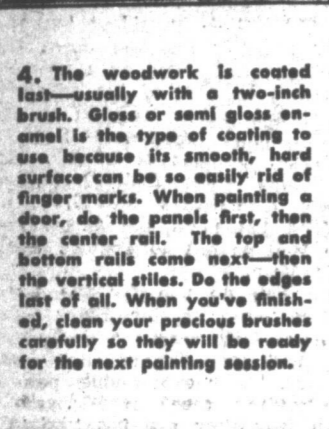 4. The woodwork is coated
last—usually with a two-inch
brush. Gloss or semi gloss en-
amel is the type of coating to
use because its smooth, hard
surface can be so easily rid of
finger marks. When painting a
door, do the panels first, then
the center rail. The top and
bottom rails come next—then
the vertical stiles. Do the edges
last of all. When you've finish-
ed, clean your precious brushes
carefully so they will be ready
for the next painting session.